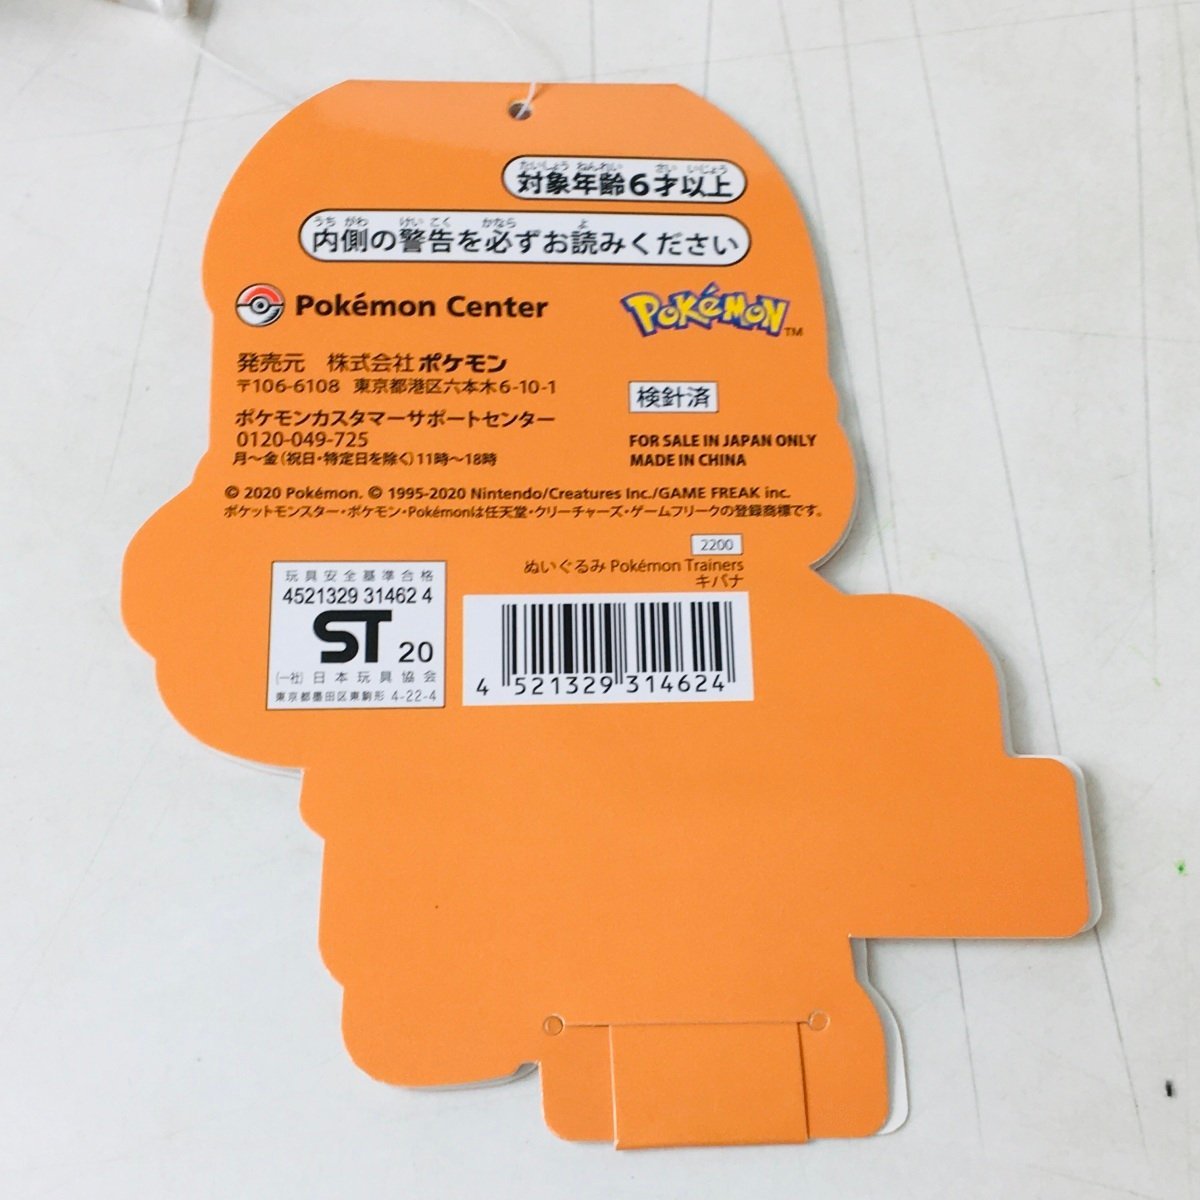 対象年齢6才以上
内側の警告を必ずお読みください
Pokémon Center
POKéMON TM
発売元 株式会社 ポケモン
〒106-6108 東京都港区六本木6-10-1
検針済
ポケモンカスタマーサポートセンター
0120-049-725
月～金(祝日・特定日を除く)11時～18時
FOR SALE IN JAPAN ONLY
MADE IN CHINA
© 2020 Pokémon. © 1995-2020 Nintendo/Creatures Inc./GAME FREAK inc.
ポケットモンスター・ポケモン・Pokémonは任天堂・クリーチャーズ・ゲームフリークの登録商標です。
2200
ぬいぐるみ Pokémon Trainers
キバナ
玩具安全基準合格
4521329 31462 4
ST 20
(一社)日本玩具協会
東京都墨田区東駒形 4-22-4
4 521329 314624